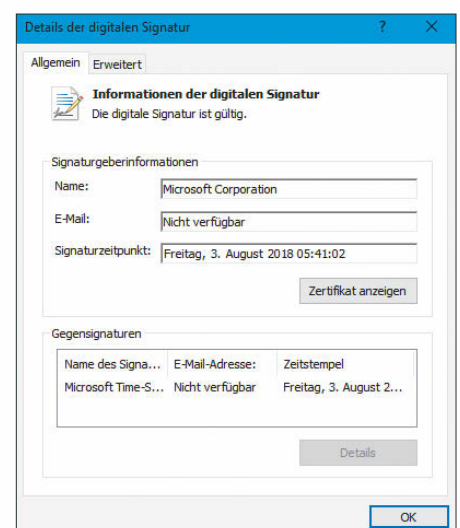 Details der digitalen Signatur ? ×
Allgemein Erweitert
Informationen der digitalen Signatur
Die digitale Signatur ist gültig.
Signaturgeberinformationen
Name: Microsoft Corporation
E-Mail: Nicht verfügbar
Signaturzeitpunkt: Freitag, 3. August 2018 05:41:02
Zertifikat anzeigen
Gegensignaturen
Name des Signa... E-Mail-Adresse: Zeitstempel
Microsoft Time-S... Nicht verfügbar Freitag, 3. August 2...
Details
OK